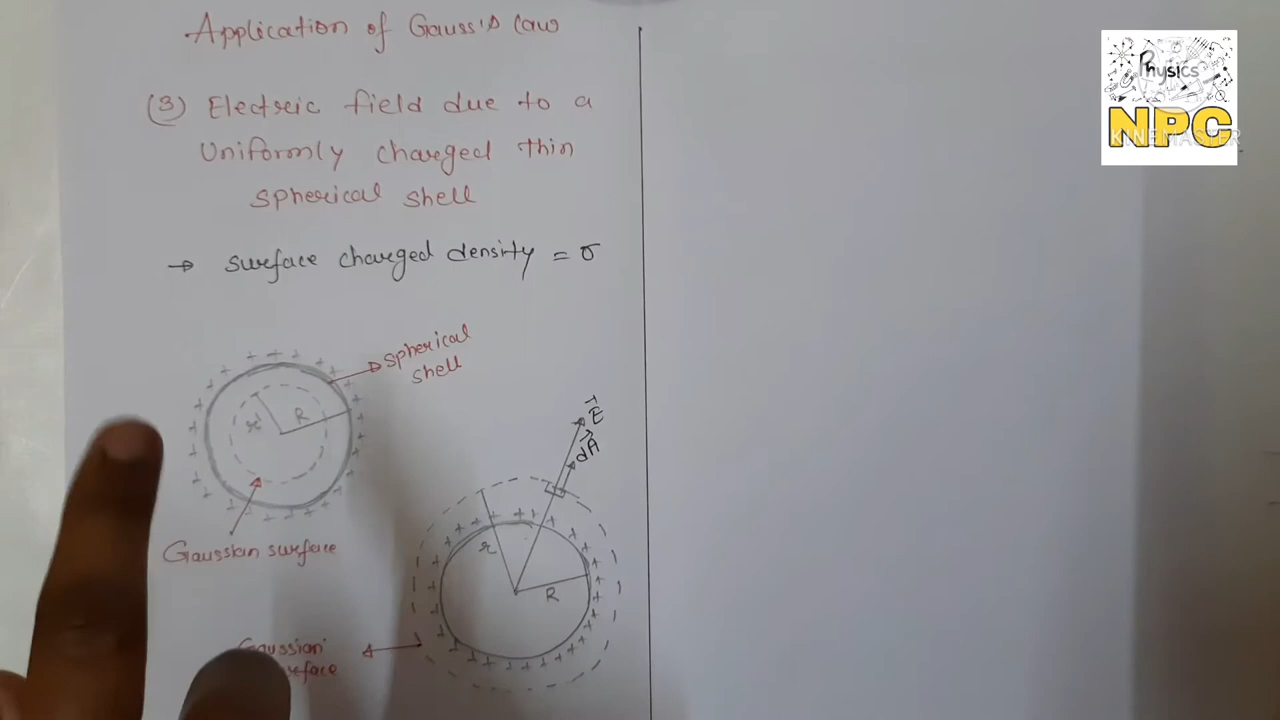 Application of Gauss's law
(3) Electric field due to a
Uniformly charged thin
spherical shell
→ surface charged density = σ
spherical
shell
r'
R
Gaussian surface
E
dA
r
R
Gaussian
Physics
NPC
KINEMASTER